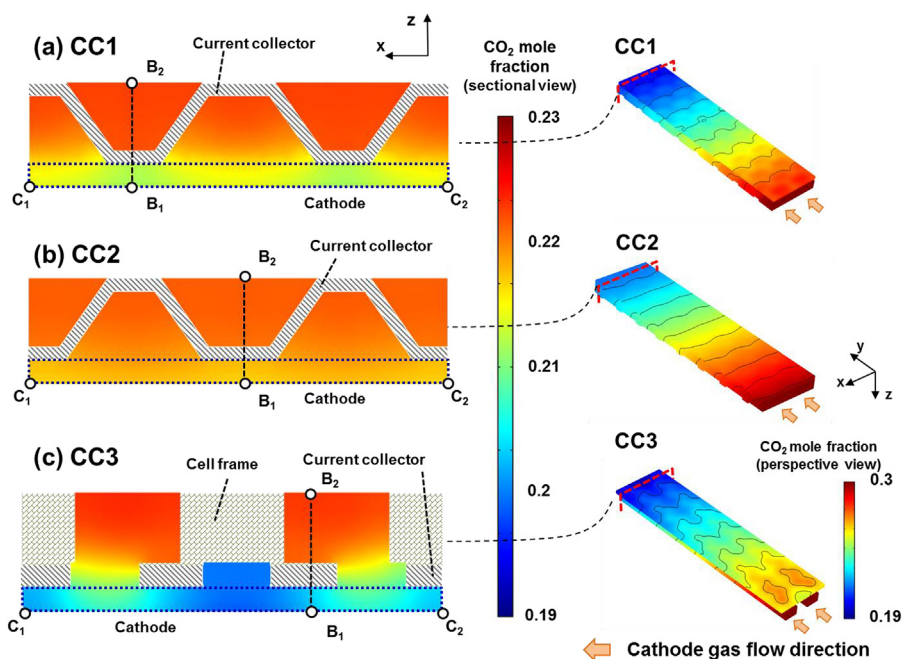 (a) CC1
Current collector
z
x
B2
B1
C1
Cathode
C2
(b) CC2
Current collector
B2
B1
C1
Cathode
C2
(c) CC3
Cell frame
Current collector
B2
B1
C1
Cathode
C2
CO2 mole
fraction
(sectional view)
0.23
0.22
0.21
0.2
0.19
CC1
CC2
y
x
z
CC3
CO2 mole fraction
(perspective view)
0.3
0.19
Cathode gas flow direction